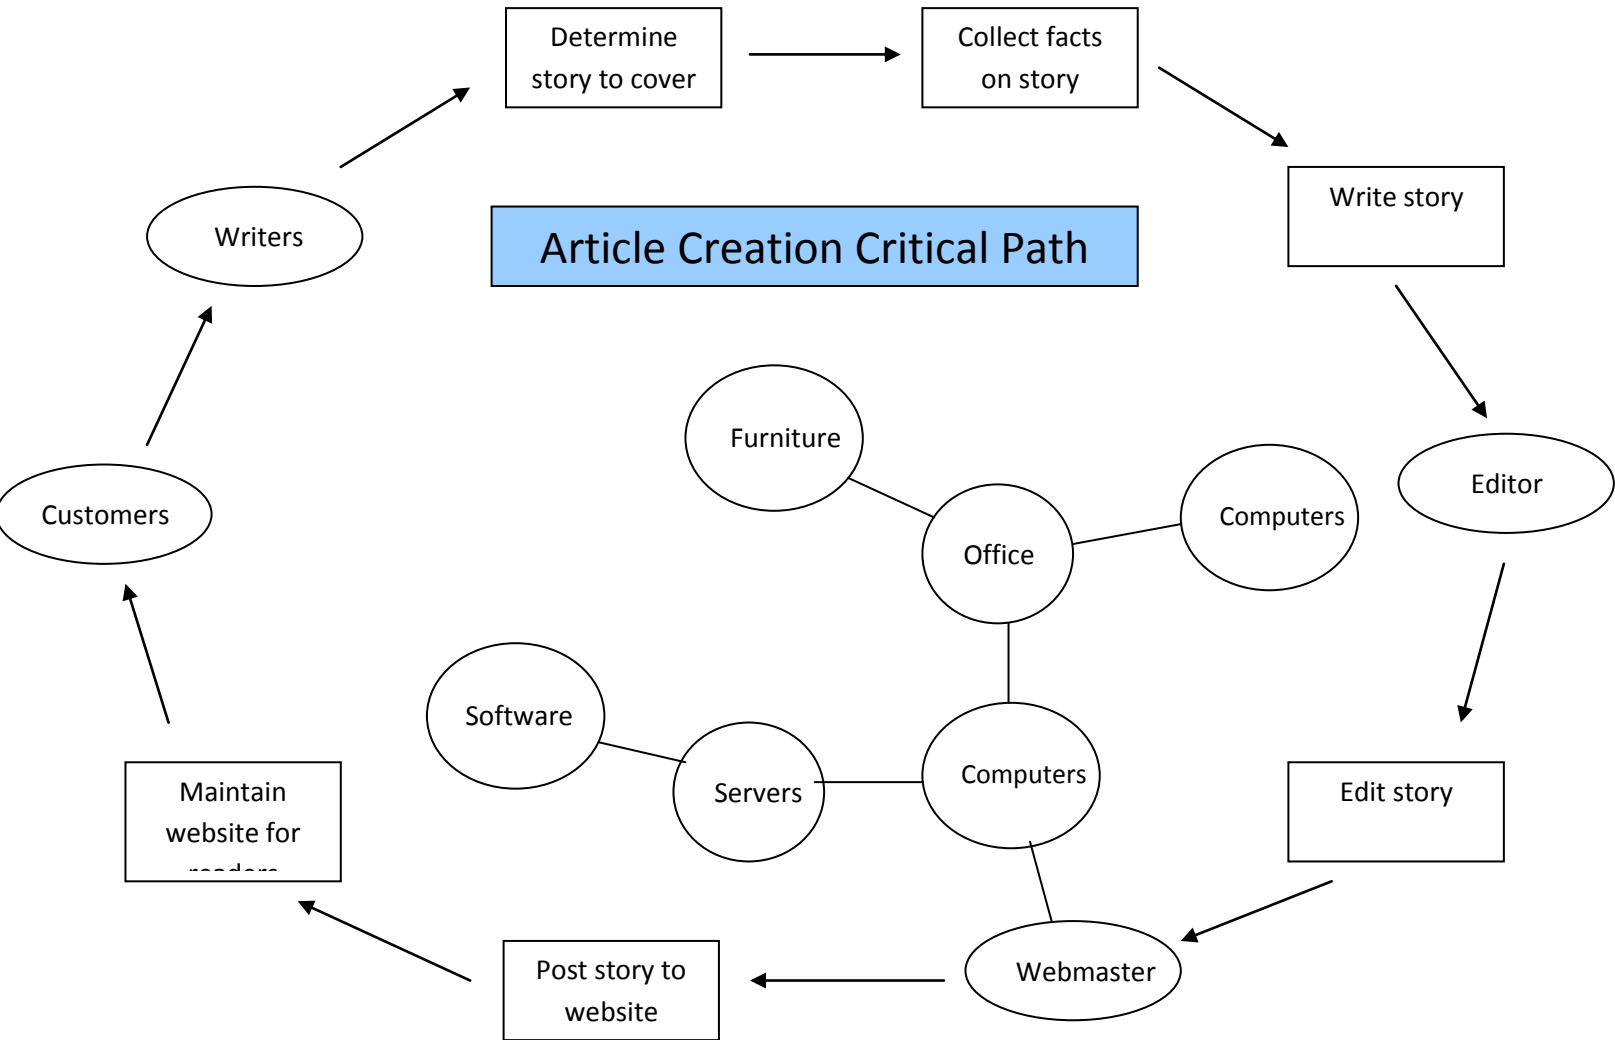 Determine
story to cover
Collect facts
on story
Write story
Writers
Article Creation Critical Path
Furniture
Computers
Editor
Customers
Office
Software
Servers
Computers
Edit story
Maintain
website for
readers
Webmaster
Post story to
website